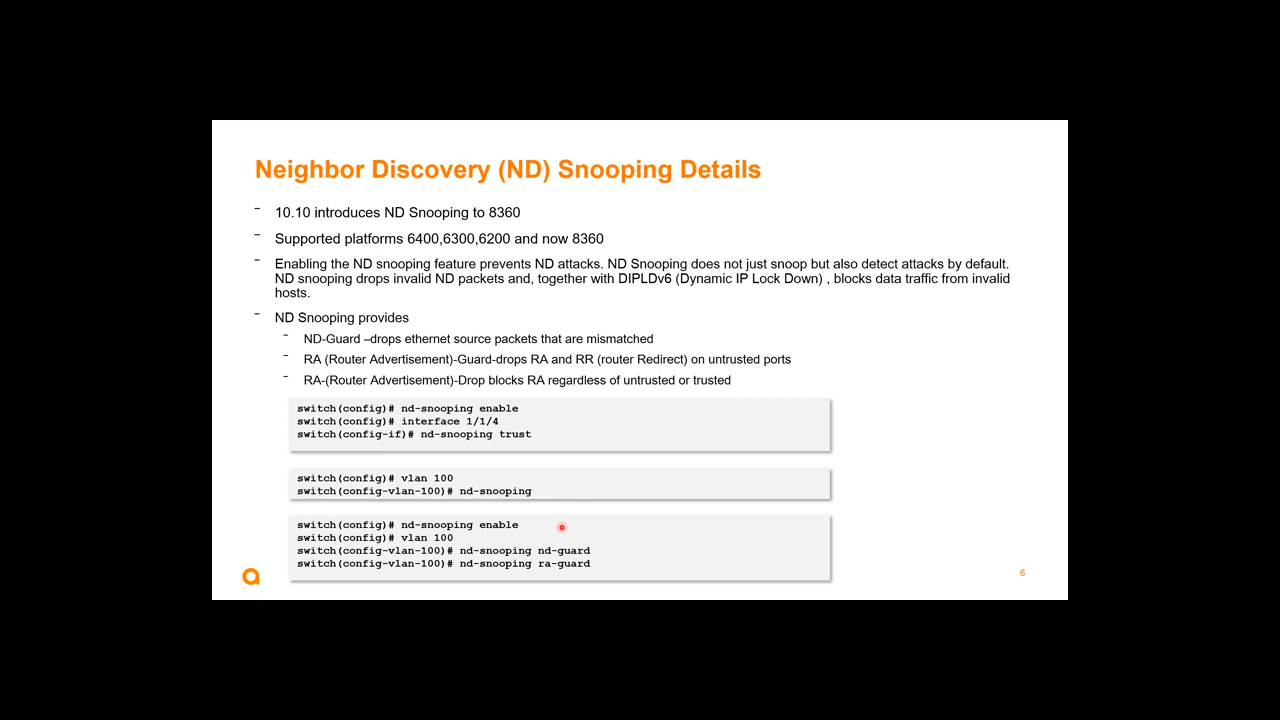 Neighbor Discovery (ND) Snooping Details
– 10.10 introduces ND Snooping to 8360
– Supported platforms 6400,6300,6200 and now 8360
– Enabling the ND snooping feature prevents ND attacks. ND Snooping does not just snoop but also detect attacks by default.
ND snooping drops invalid ND packets and, together with DIPLDv6 (Dynamic IP Lock Down) , blocks data traffic from invalid
hosts.
– ND Snooping provides
– ND-Guard –drops ethernet source packets that are mismatched
– RA (Router Advertisement)-Guard-drops RA and RR (router Redirect) on untrusted ports
– RA-(Router Advertisement)-Drop blocks RA regardless of untrusted or trusted
switch(config)# nd-snooping enable
switch(config)# interface 1/1/4
switch(config-if)# nd-snooping trust
switch(config)# vlan 100
switch(config-vlan-100)# nd-snooping
switch(config)# nd-snooping enable
switch(config)# vlan 100
switch(config-vlan-100)# nd-snooping nd-guard
switch(config-vlan-100)# nd-snooping ra-guard
6